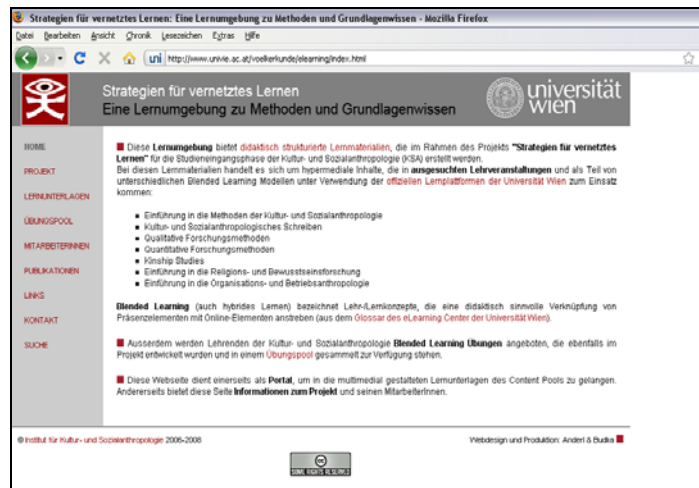 Strategien für vernetztes Lernen: Eine Lernumgebung zu Methoden und Grundlagenwissen - Mozilla Firefox
Datei Bearbeiten Ansicht Chronik Lesezeichen Extras Hilfe
uni http://www.univie.ac.at/voelkerkunde/elearning/index.html
Strategien für vernetztes Lernen
Eine Lernumgebung zu Methoden und Grundlagenwissen
universität
wien
HOME
PROJEKT
LERNUNTERLAGEN
ÜBUNGSPOOL
MITARBEITERINNEN
PUBLIKATIONEN
LINKS
KONTAKT
SUCHE
Diese Lernumgebung bietet didaktisch strukturierte Lernmaterialien, die im Rahmen des Projekts "Strategien für vernetztes
Lernen" für die Studieneingangsphase der Kultur- und Sozialanthropologie (KSA) erstellt werden.
Bei diesen Lernmaterialien handelt es sich um hypermediale Inhalte, die in ausgesuchten Lehrveranstaltungen und als Teil von
unterschiedlichen Blended Learning Modellen unter Verwendung der offiziellen Lernplattformen der Universität Wien zum Einsatz
kommen:
Einführung in die Methoden der Kultur- und Sozialanthropologie
Kultur- und Sozialanthropologisches Schreiben
Qualitative Forschungsmethoden
Quantitative Forschungsmethoden
Kinship Studies
Einführung in die Religions- und Bewusstseinsforschung
Einführung in die Organisations- und Betriebsanthropologie
Blended Learning (auch hybrides Lernen) bezeichnet Lehr-/Lernkonzepte, die eine didaktisch sinnvolle Verknüpfung von
Präsenzelementen mit Online-Elementen anstreben (aus dem Glossar des eLearning Center der Universität Wien).
Ausserdem werden Lehrenden der Kultur- und Sozialanthropologie Blended Learning Übungen angeboten, die ebenfalls im
Projekt entwickelt wurden und in einem Übungspool gesammelt zur Verfügung stehen.
Diese Webseite dient einerseits als Portal, um in die multimedial gestalteten Lernunterlagen des Content Pools zu gelangen.
Andererseits bietet diese Seite Informationen zum Projekt und seinen MitarbeiterInnen.
© Institut für Kultur- und Sozialanthropologie 2006-2008
Webdesign und Produktion: Anderl & Budka
cc
SOME RIGHTS RESERVED